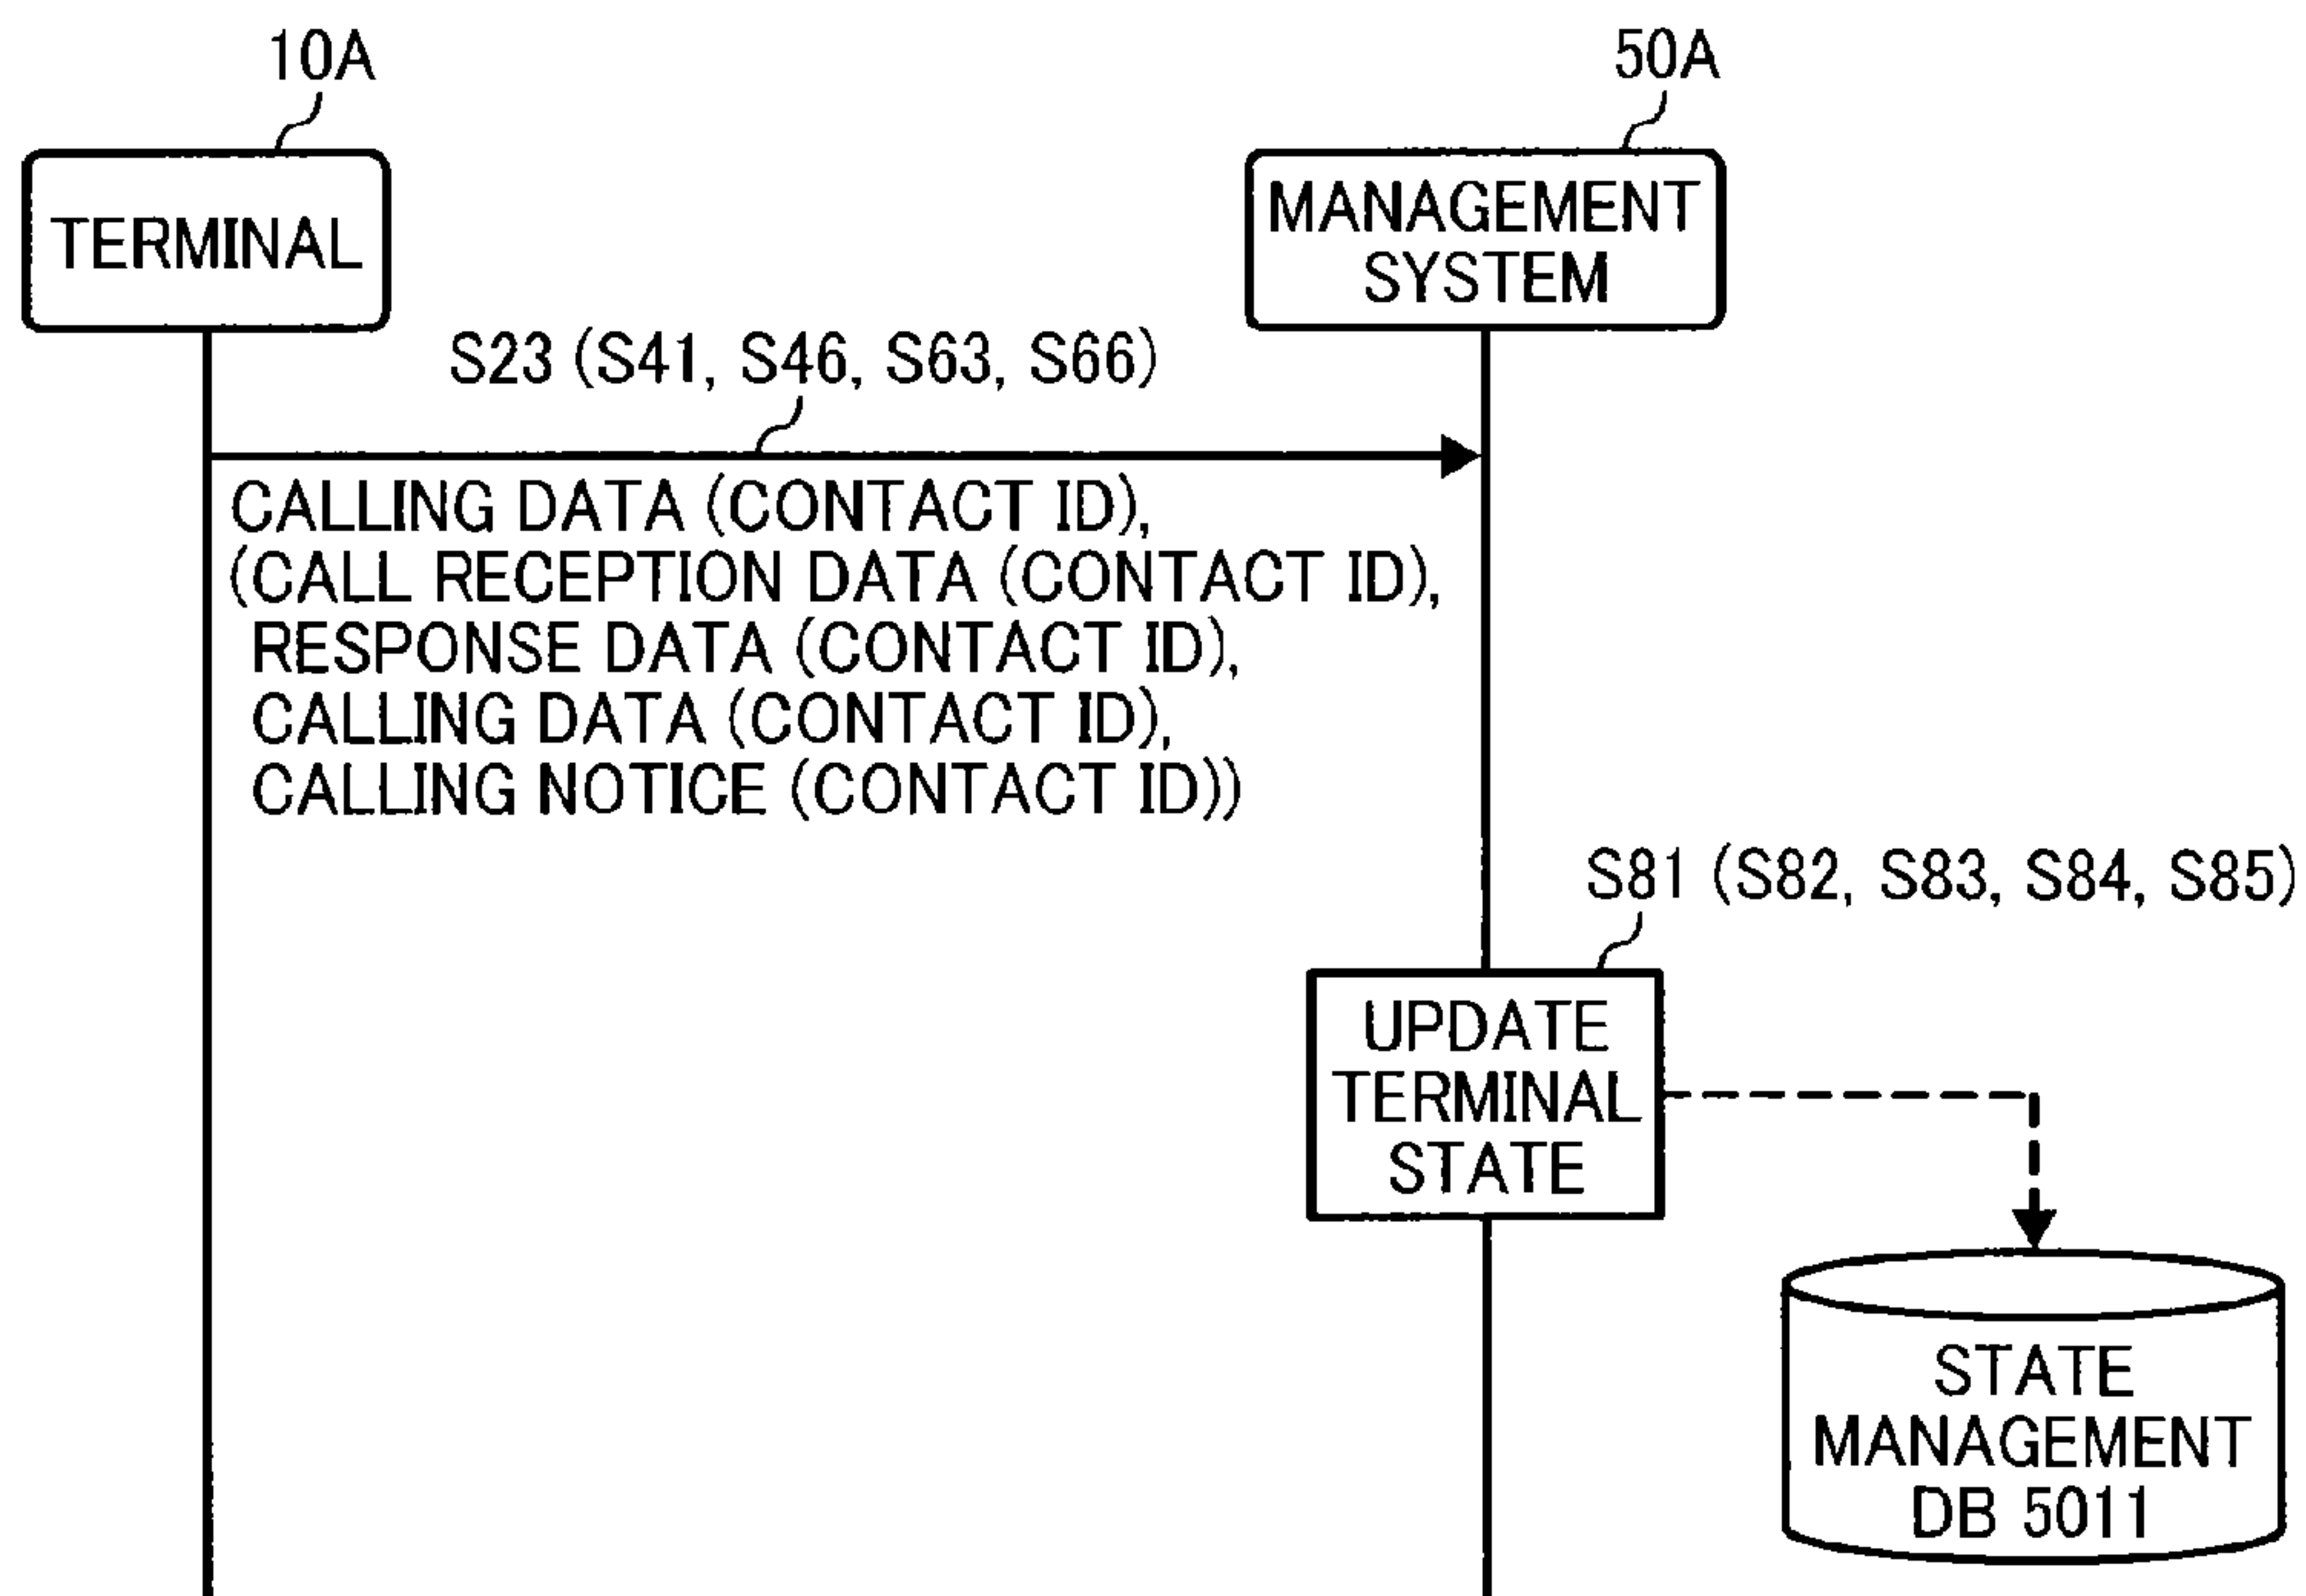 10A
50A
TERMINAL
MANAGEMENT
SYSTEM
S23 (S41, S46, S63, S66)
CALLING DATA (CONTACT ID),
(CALL RECEPTION DATA (CONTACT ID),
RESPONSE DATA (CONTACT ID),
CALLING DATA (CONTACT ID),
CALLING NOTICE (CONTACT ID))
S81 (S82, S83, S84, S85)
UPDATE
TERMINAL
STATE
STATE
MANAGEMENT
DB 5011